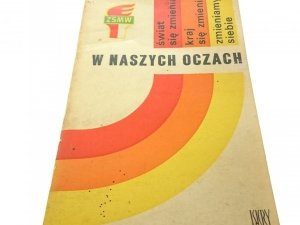 ZSMW
świat
się zmienia
kraj
się zmienia
zmieniamy
siebie
W NASZYCH OCZACH
ISKRY